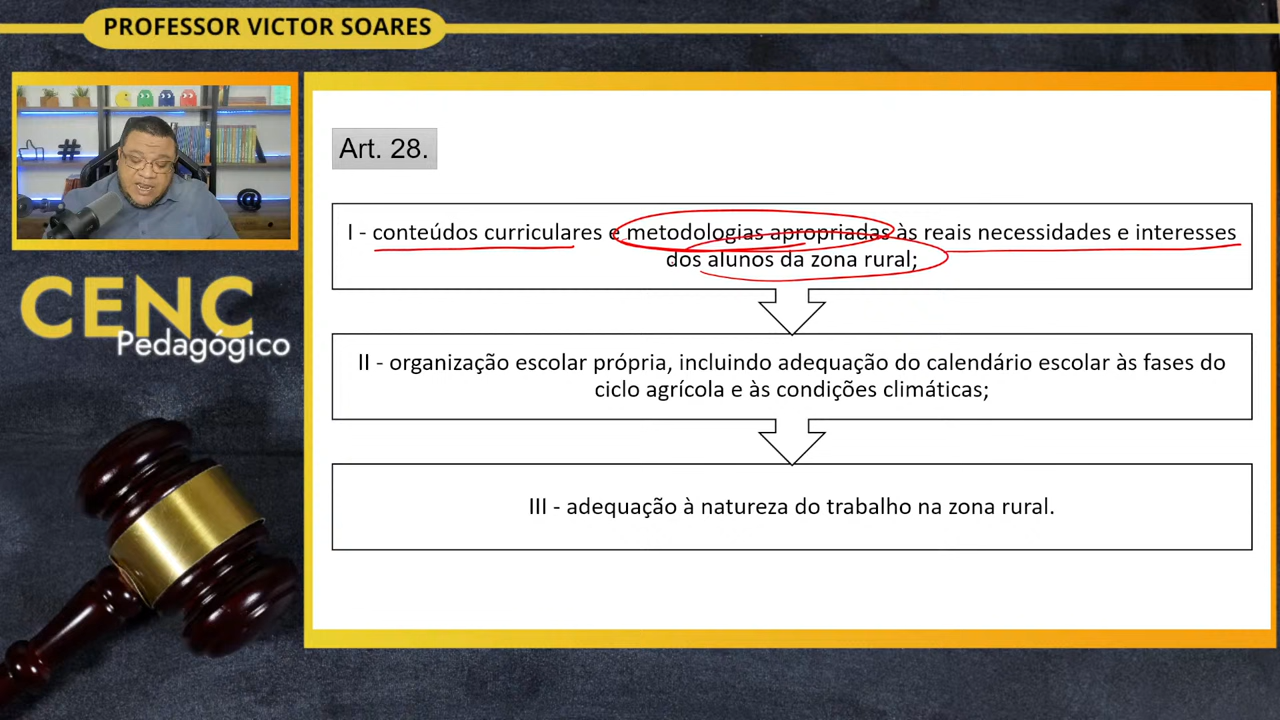 PROFESSOR VICTOR SOARES
CENC
Pedagógico
Art. 28.
I - conteúdos curriculares e metodologias apropriadas às reais necessidades e interesses
dos alunos da zona rural;
II - organização escolar própria, incluindo adequação do calendário escolar às fases do
ciclo agrícola e às condições climáticas;
III - adequação à natureza do trabalho na zona rural.